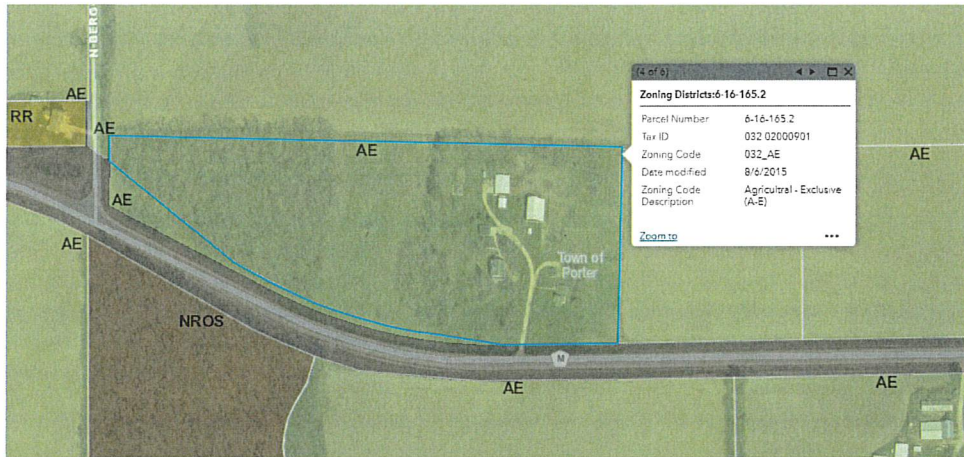 N-BERG
AE
RR
AE
AE
AE
AE
AE
NROS
AE
AE
Town of
Porter
M
(4 of 6)
Zoning Districts:6-16-165.2
Parcel Number 6-16-165.2
Tax ID 032 02000901
Zoning Code 032_AE
Date modified 8/6/2015
Zoning Code Agricultral - Exclusive
Description (A-E)
Zoom to